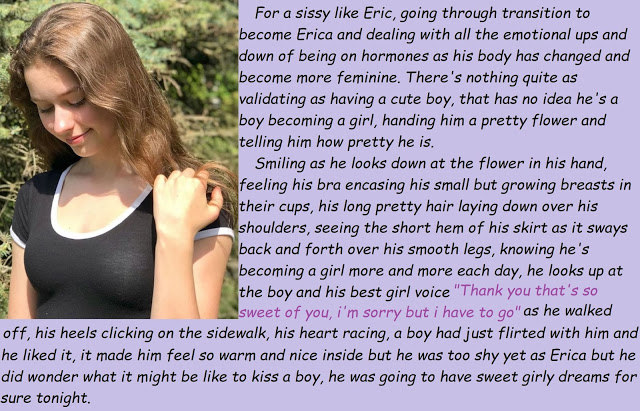 For a sissy like Eric, going through transition to
become Erica and dealing with all the emotional ups and
down of being on hormones as his body has changed and
become more feminine. There's nothing quite as
validating as having a cute boy, that has no idea he's a
boy becoming a girl, handing him a pretty flower and
telling him how pretty he is.
Smiling as he looks down at the flower in his hand,
feeling his bra encasing his small but growing breasts in
their cups, his long pretty hair laying down over his
shoulders, seeing the short hem of his skirt as it sways
back and forth over his smooth legs, knowing he's
becoming a girl more and more each day, he looks up at
the boy and his best girl voice "Thank you that's so
sweet of you, i'm sorry but i have to go" as he walked
off, his heels clicking on the sidewalk, his heart racing, a boy had just flirted with him and
he liked it, it made him feel so warm and nice inside but he was too shy yet as Erica but he
did wonder what it might be like to kiss a boy, he was going to have sweet girly dreams for
sure tonight.